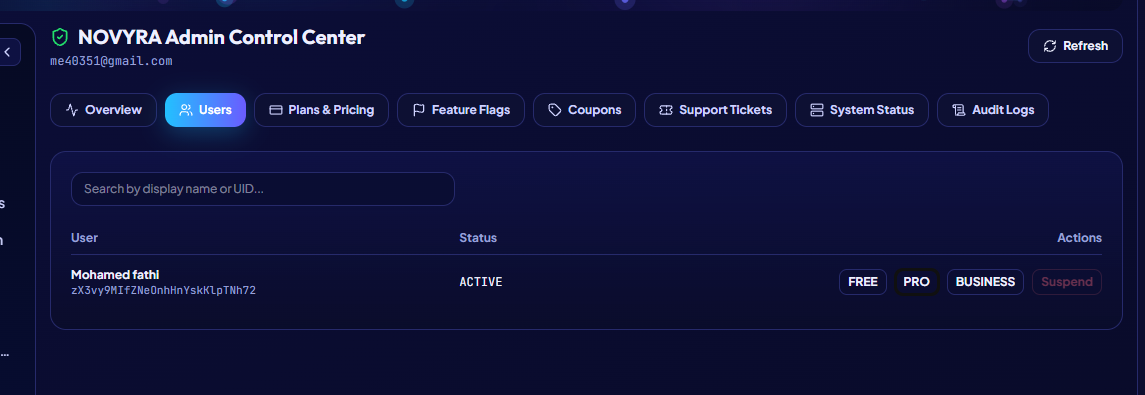 NOVYRA Admin Control Center
me40351@gmail.com
Refresh
Overview
Users
Plans & Pricing
Feature Flags
Coupons
Support Tickets
System Status
Audit Logs
Search by display name or UID...
User Status Actions
Mohamed fathi
ACTIVE
FREE PRO BUSINESS Suspend
zX3vy9MIfZNeOnhHnYskKlpTNh72